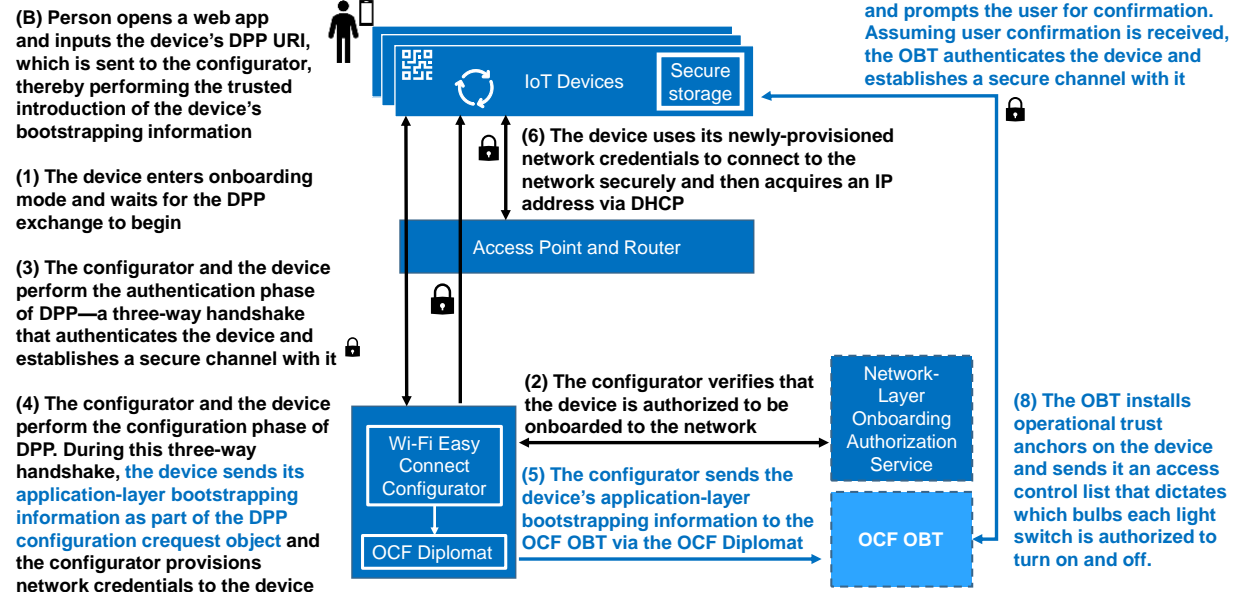 (B) Person opens a web app
and inputs the device's DPP URI,
which is sent to the configurator,
thereby performing the trusted
introduction of the device's
bootstrapping information
(1) The device enters onboarding
mode and waits for the DPP
exchange to begin
(3) The configurator and the device
perform the authentication phase
of DPP—a three-way handshake
that authenticates the device and
establishes a secure channel with it
(4) The configurator and the device
perform the configuration phase of
DPP. During this three-way
handshake, the device sends its
application-layer bootstrapping
information as part of the DPP
configuration crequest object and
the configurator provisions
network credentials to the device
IoT Devices
Secure
storage
and prompts the user for confirmation.
Assuming user confirmation is received,
the OBT authenticates the device and
establishes a secure channel with it
(6) The device uses its newly-provisioned
network credentials to connect to the
network securely and then acquires an IP
address via DHCP
Access Point and Router
(2) The configurator verifies that
the device is authorized to be
onboarded to the network
Network-
Layer
Onboarding
Authorization
Service
Wi-Fi Easy
Connect
Configurator
OCF Diplomat
(5) The configurator sends the
device's application-layer
bootstrapping information to the
OCF OBT via the OCF Diplomat
OCF OBT
(8) The OBT installs
operational trust
anchors on the device
and sends it an access
control list that dictates
which bulbs each light
switch is authorized to
turn on and off.